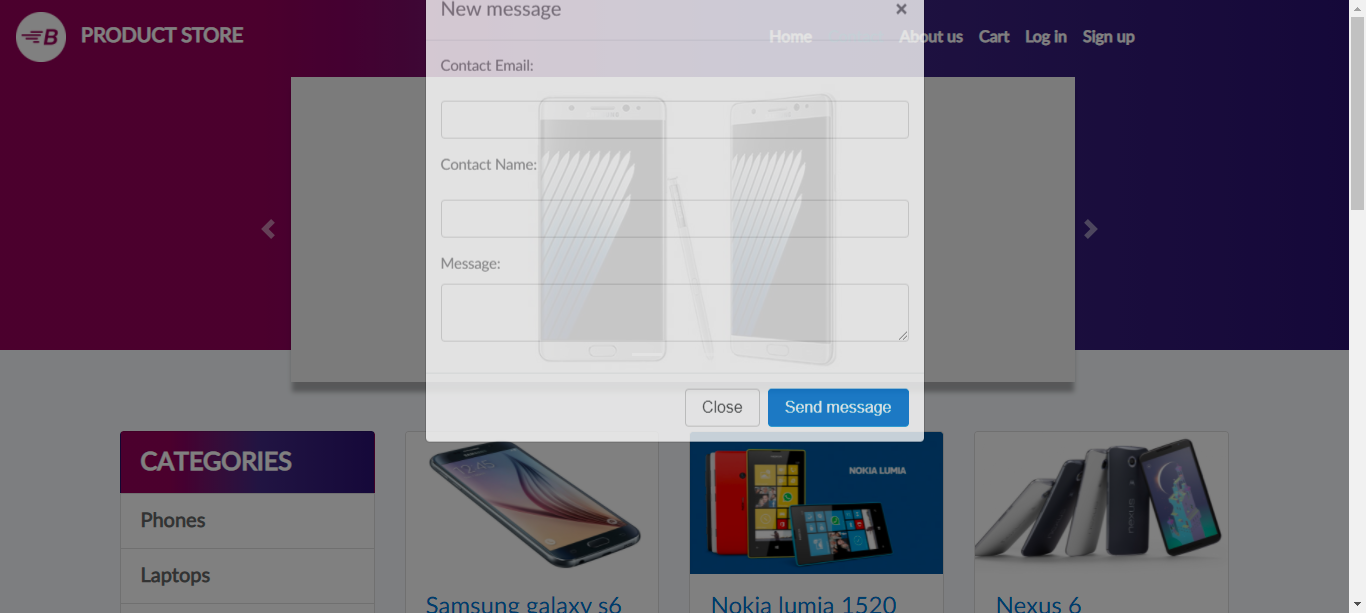 New message ×
B PRODUCT STORE
Home About us Cart Log in Sign up
Contact Email:
Contact Name:
Message:
Close Send message
CATEGORIES
Phones
Laptops
NOKIA LUMIA
Samsung galaxy s6
Nokia lumia 1520
Nexus 6